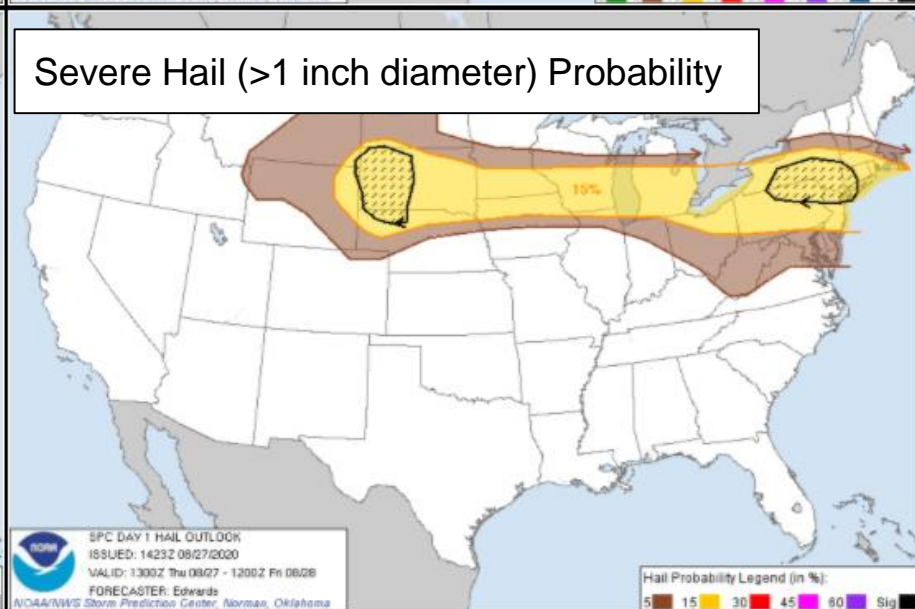 Severe Hail (>1 inch diameter) Probability
15%
NOAA
SPC DAY 1 HAIL OUTLOOK
ISSUED: 1423Z 08/27/2020
VALID: 1300Z Thu 08/27 - 1200Z Fri 08/28
FORECASTER: Edwards
NOAA/NWS Storm Prediction Center, Norman, Oklahoma
Hail Probability Legend (in %):
5 15 30 45 60 Sig